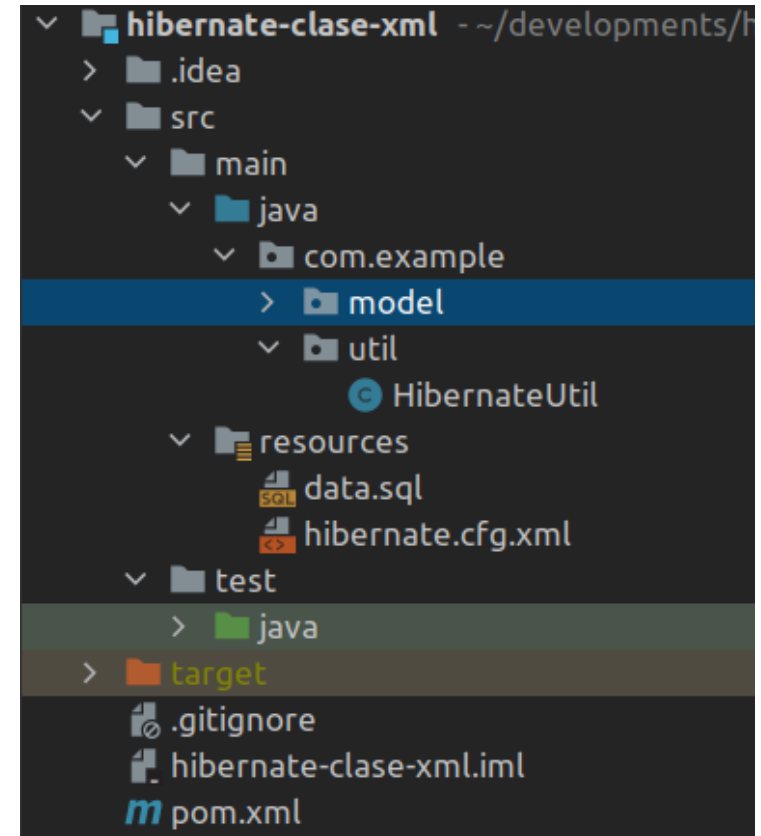 hibernate-clase-xml - ~/developments/h
.idea
src
main
java
com.example
model
util
C HibernateUtil
resources
SQL data.sql
<> hibernate.cfg.xml
test
java
target
.gitignore
hibernate-clase-xml.iml
m pom.xml